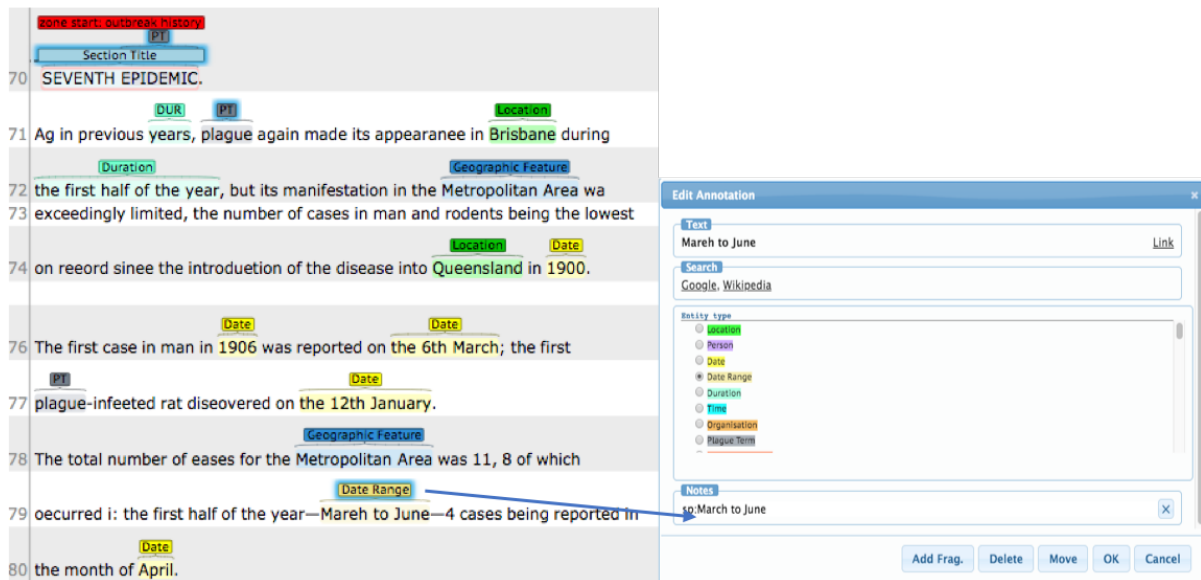 zone start: outbreak history
PT
Section Title
70 SEVENTH EPIDEMIC.
DUR PT Location
71 Ag in previous years, plague again made its appearanee in Brisbane during
Duration Geographic Feature
72 the first half of the year, but its manifestation in the Metropolitan Area wa
73 exceedingly limited, the number of cases in man and rodents being the lowest
Location Date
74 on reeord sinee the introduetion of the disease into Queensland in 1900.
Date Date
76 The first case in man in 1906 was reported on the 6th March; the first
PT Date
77 plague-infeeted rat diseovered on the 12th January.
Geographic Feature
78 The total number of eases for the Metropolitan Area was 11, 8 of which
Date Range
79 oecurred i: the first half of the year—Mareh to June—4 cases being reported in
Date
80 the month of April.
Edit Annotation x
Text
Mareh to June Link
Search
Google, Wikipedia
Entity type
Location
Person
Date
Date Range
Duration
Time
Organisation
Plague Term
Notes
sp:March to June X
Add Frag. Delete Move OK Cancel